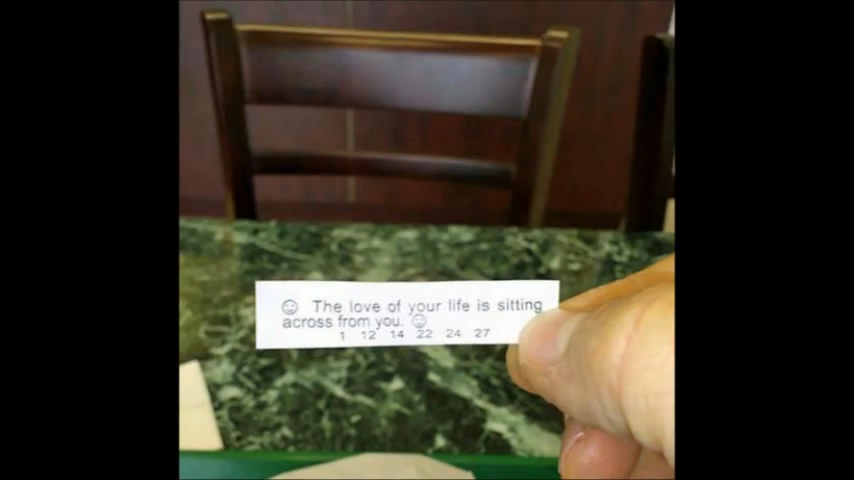 ☺ The love of your life is sitting
across from you. ☺
1 12 14 22 24 27